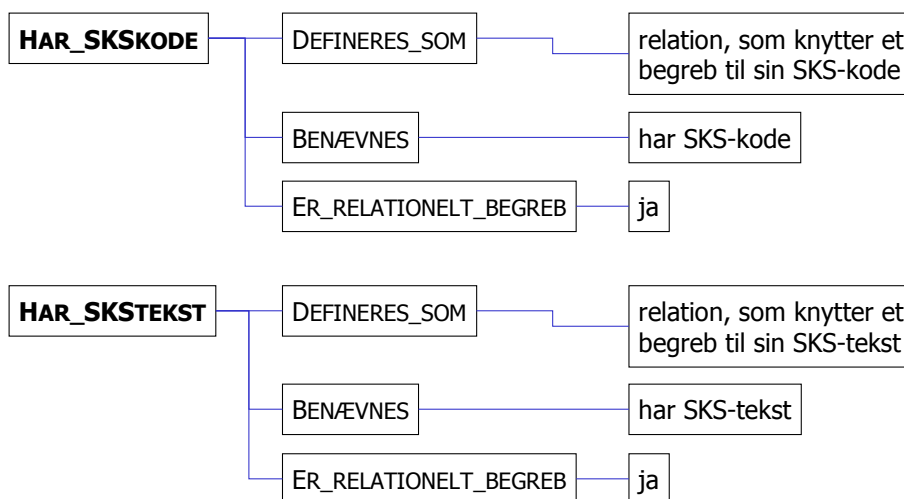 HAR_SKSKODE
DEFINERES_SOM
relation, som knytter et
begreb til sin SKS-kode
BENÆVNES
har SKS-kode
ER_RELATIONELT_BEGREB
ja
HAR_SKSTEKST
DEFINERES_SOM
relation, som knytter et
begreb til sin SKS-tekst
BENÆVNES
har SKS-tekst
ER_RELATIONELT_BEGREB
ja